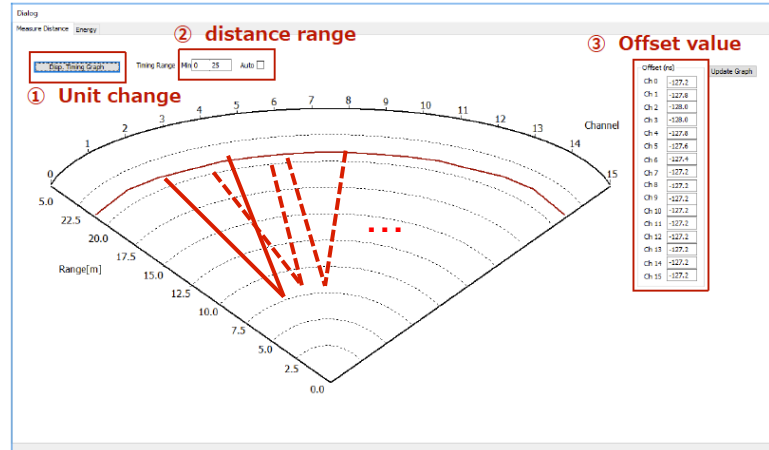 Dialog
Measure Distance Energy
② distance range
③ Offset value
Disp. Timing Graph Timing Range Min 0 25 Auto
① Unit change
Offset (ns) Update Graph
Ch 0 -127.2
Ch 1 -127.8
Ch 2 -128.0
Ch 3 -128.0
Ch 4 -127.8
Ch 5 -127.6
Ch 6 -127.4
Ch 7 -127.2
Ch 8 -127.2
Ch 9 -127.2
Ch 10 -127.2
Ch 11 -127.2
Ch 12 -127.2
Ch 13 -127.2
Ch 14 -127.2
Ch 15 -127.2
0 1 2 3 4 5 6 7 8 9 10 11 12 13 14 15
Channel
5.0
22.5
20.0
17.5
Range[m]
15.0
12.5
10.0
7.5
5.0
2.5
0.0
...